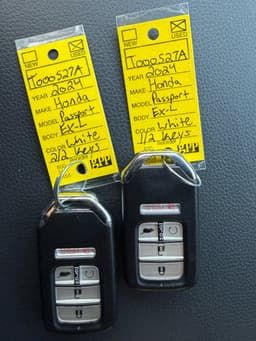 NEW
USED
T000527A
YEAR 2024
MAKE Honda
MODEL Passport
BODY Ex-L
COLOR White
2/2 Keys
NEW
USED
T000527A
YEAR 2024
MAKE Honda
MODEL Passport
BODY Ex-L
COLOR White
1/2 Keys